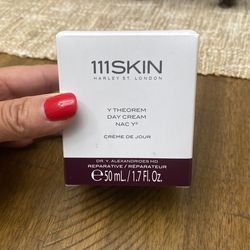 111SKIN
HARLEY ST. LONDON
Y THEOREM
DAY CREAM
NAC Y²
CRÈME DE JOUR
DR. Y. ALEXANDRIDES MD
REPARATIVE / RÉPARATEUR
℮ 50 mL / 1.7 Fl. Oz.